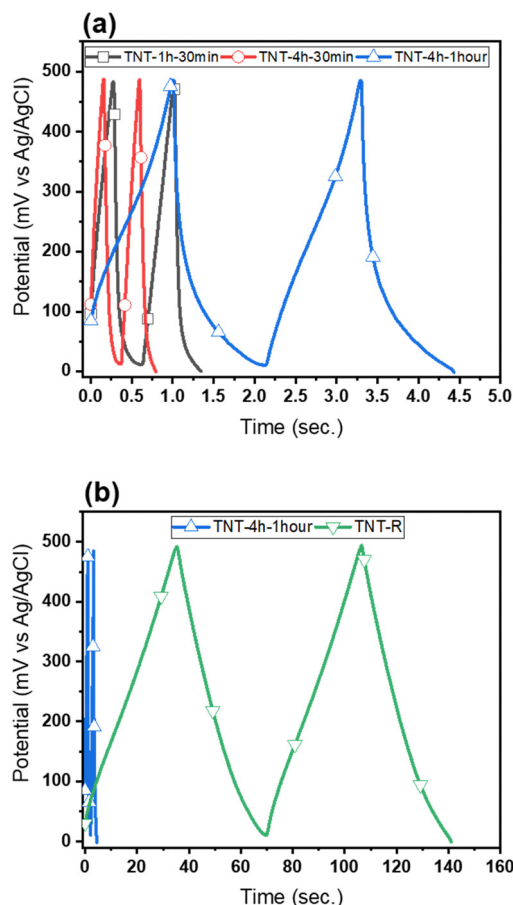 (a)
TNT-1h-30min TNT-4h-30min TNT-4h-1hour
500
400
300
200
100
0
Potential (mV vs Ag/AgCl)
0.0 0.5 1.0 1.5 2.0 2.5 3.0 3.5 4.0 4.5 5.0
Time (sec.)
(b)
TNT-4h-1hour TNT-R
500
400
300
200
100
0
Potential (mV vs Ag/AgCl)
0 20 40 60 80 100 120 140 160
Time (sec.)